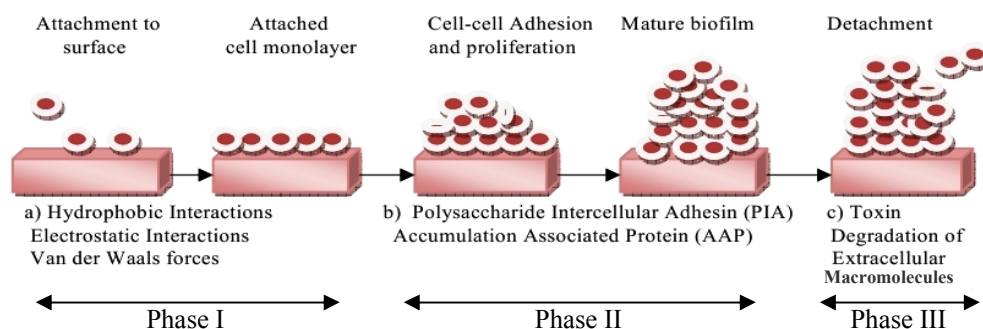 Attachment to
surface
Attached
cell monolayer
Cell-cell Adhesion
and proliferation
Mature biofilm
Detachment
a) Hydrophobic Interactions
Electrostatic Interactions
Van der Waals forces
b) Polysaccharide Intercellular Adhesin (PIA)
Accumulation Associated Protein (AAP)
c) Toxin
Degradation of
Extracellular
Macromolecules
Phase I
Phase II
Phase III